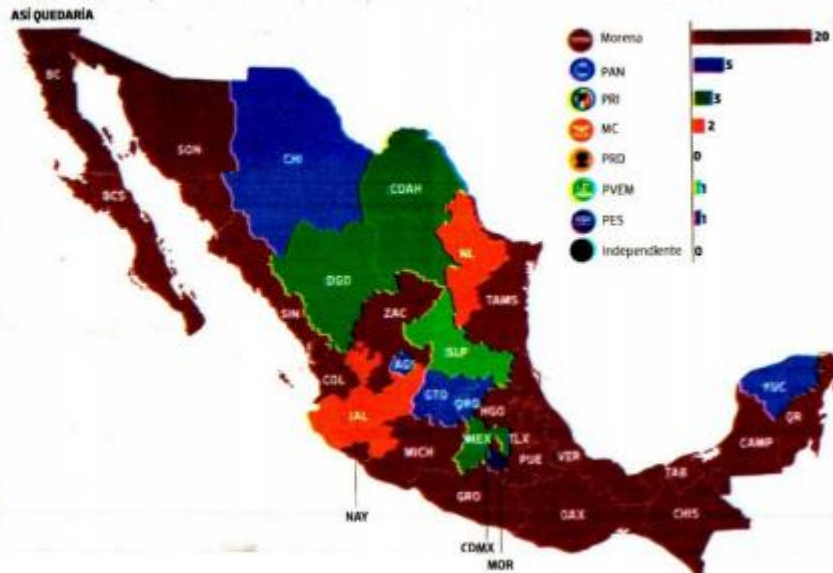 ASÍ QUEDARÍA
Morena 20
PAN 5
PRI 3
MC 2
PRD 0
PVEM 1
PES 1
Independiente 0
BC
SON
CHI
COAH
BCS
NL
DGO
SIN
ZAC
TAMS
SLP
AGS
COL
GTO
QRO
YUC
JAL
HGO
QR
MEX
TLX
CAMP
MICH
PUE
VER
TAB
GRO
OAX
CHIS
NAY
CDMX
MOR